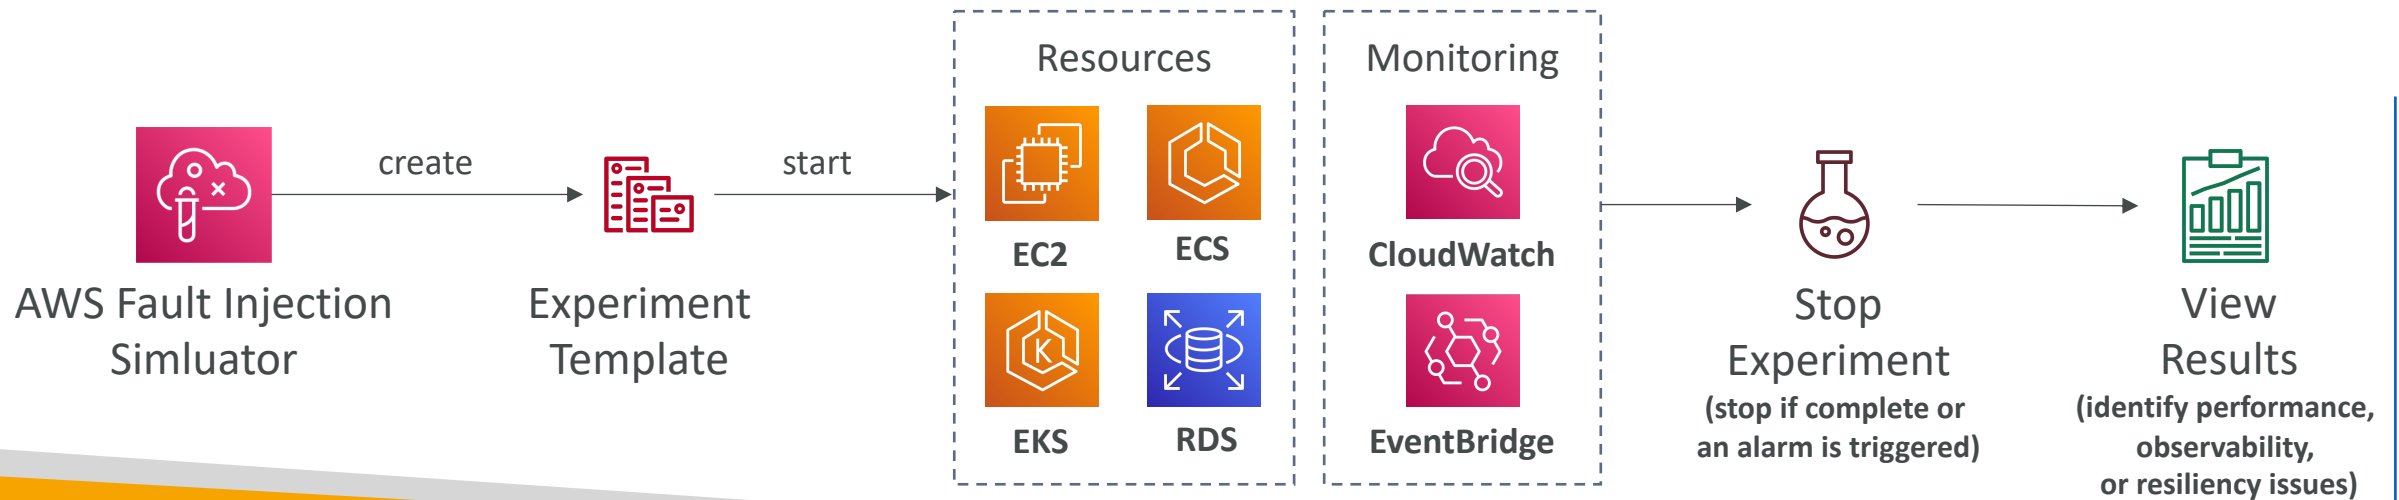 AWS Fault Injection
Simluator
create
Experiment
Template
start
Resources
EC2
ECS
EKS
RDS
Monitoring
CloudWatch
EventBridge
Stop
Experiment
(stop if complete or
an alarm is triggered)
View
Results
(identify performance,
observability,
or resiliency issues)